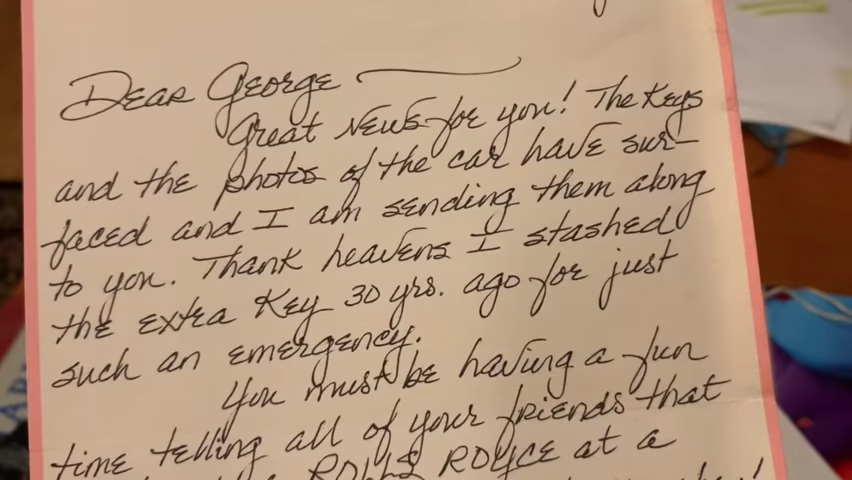 Dear George
Great news for you! The keys
and the photos of the car have sur-
faced and I am sending them along
to you. Thank heavens I stashed
the extra key 30 yrs. ago for just
such an emergency.
You must be having a fun
time telling all of your friends that
ROLLS ROYCE at a